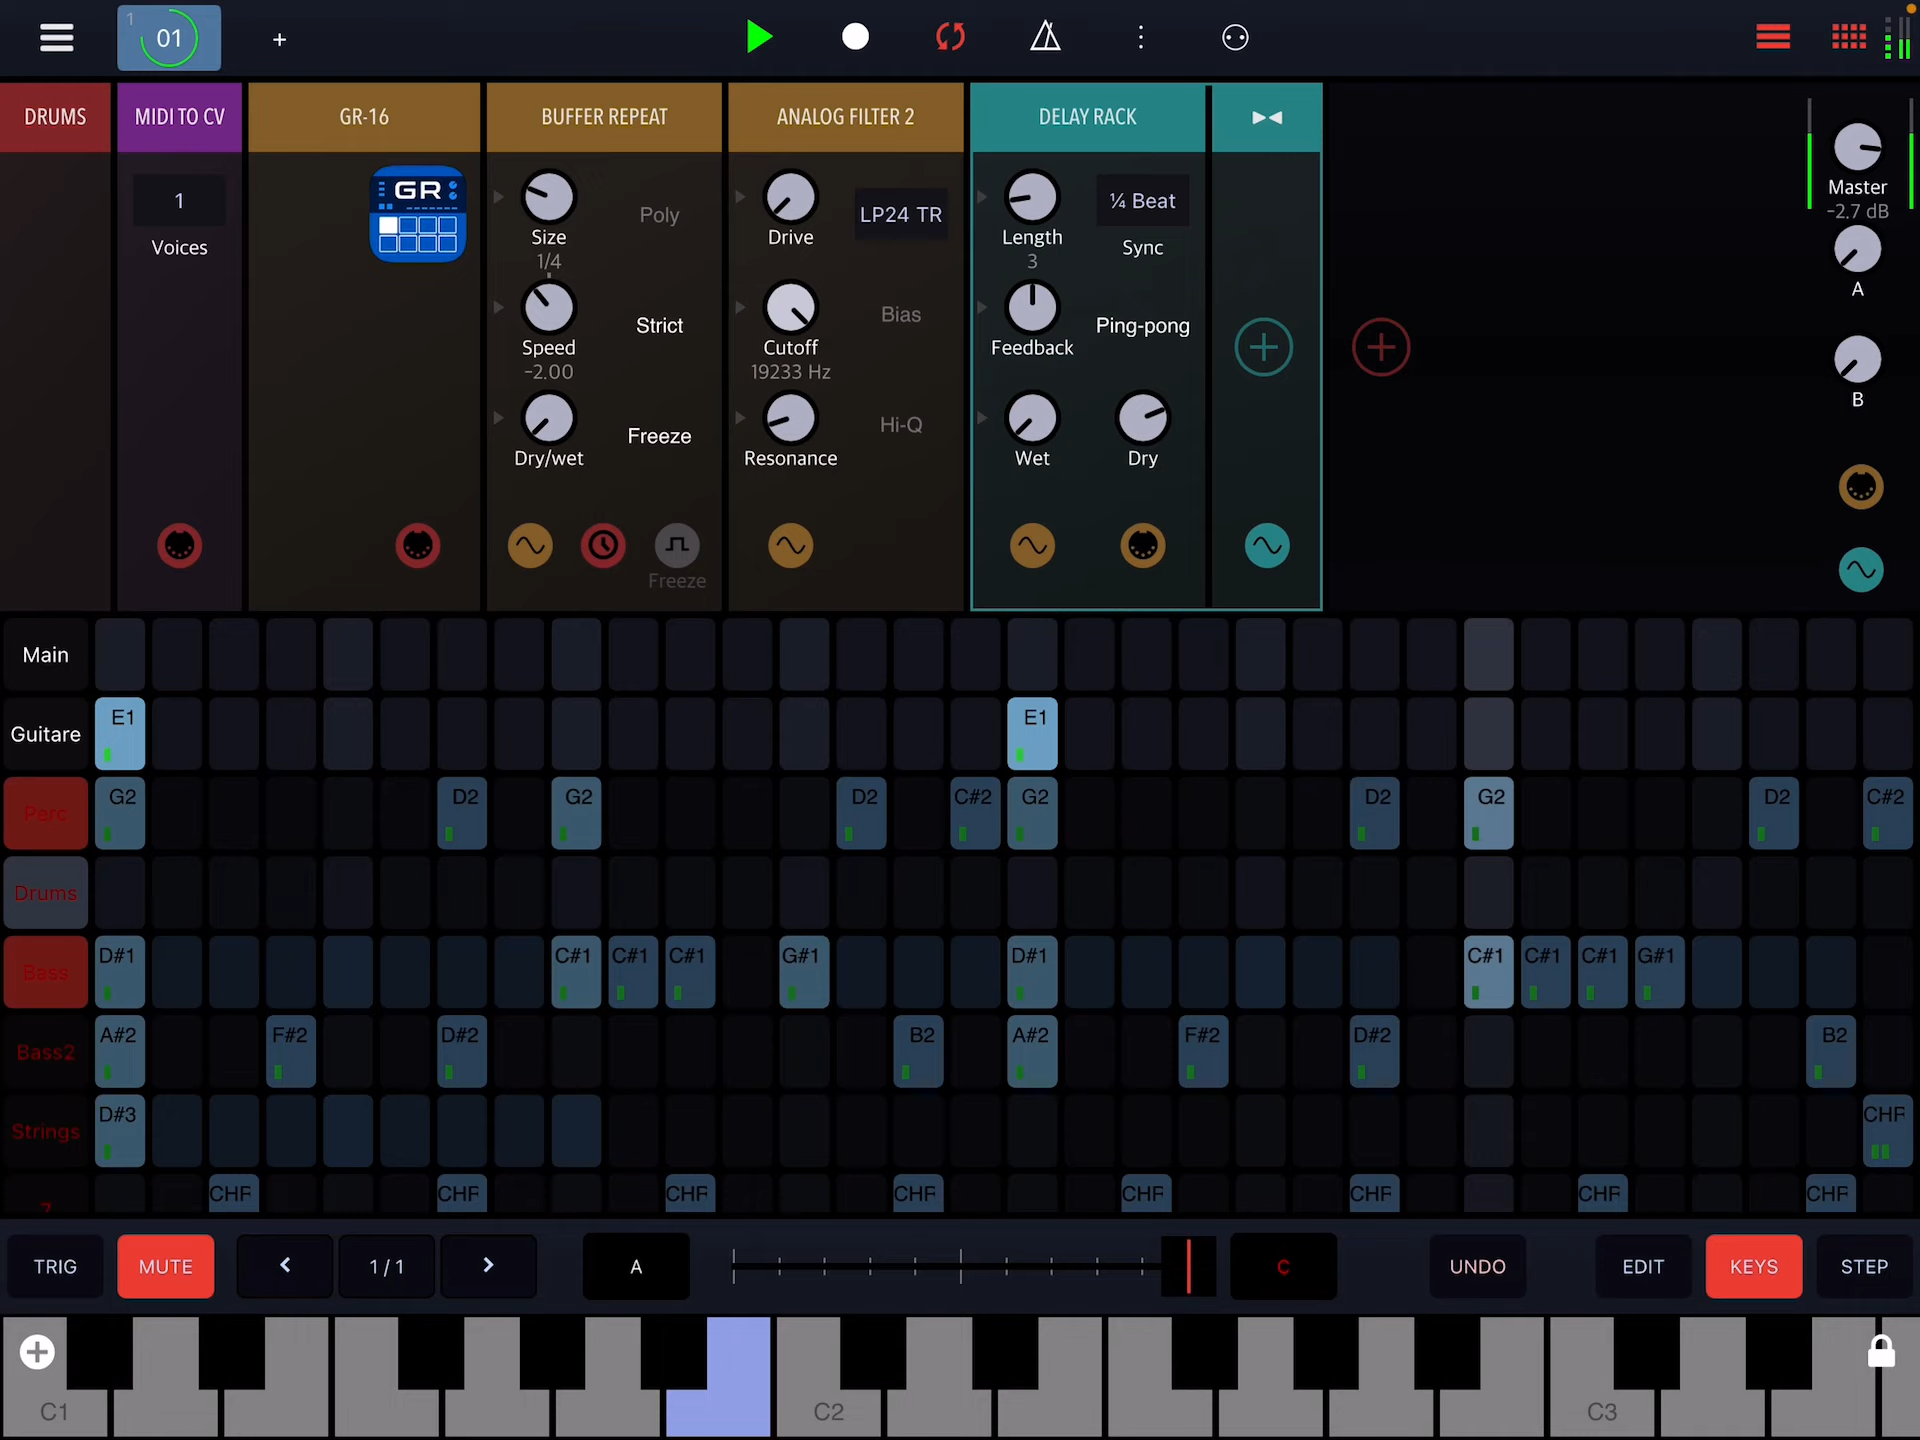 1
01
+
DRUMS
MIDI TO CV
GR-16
BUFFER REPEAT
ANALOG FILTER 2
DELAY RACK
1
Voices
GR
Size
1/4
Poly
Speed
-2.00
Strict
Dry/wet
Freeze
Freeze
Drive
LP24 TR
Cutoff
19233 Hz
Bias
Resonance
Hi-Q
Length
3
¼ Beat
Sync
Feedback
Ping-pong
Wet
Dry
Master
-2.7 dB
A
B
Main
Guitare
E1 E1
Perc
G2 D2 G2 D2 C#2 G2 D2 G2 D2 C#2
Drums
Bass
D#1 C#1 C#1 C#1 G#1 D#1 C#1 C#1 C#1 G#1
Bass2
A#2 F#2 D#2 B2 A#2 F#2 D#2 B2
Strings
D#3 CHF
CHF CHF CHF CHF CHF CHF CHF CHF
TRIG MUTE < 1 / 1 > A C UNDO EDIT KEYS STEP
C1 C2 C3